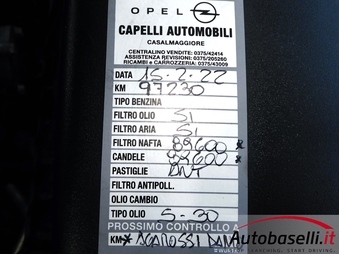 OPEL
CAPELLI AUTOMOBILI
CASALMAGGIORE
CENTRALINO VENDITE: 0375/42414
ASSISTENZA REVISIONI: 0375/205260
RICAMBI e CARROZZERIA: 0375/43009
DATA 15-2-22
KM 97230
TIPO BENZINA
FILTRO OLIO Si
FILTRO ARIA Si
FILTRO NAFTA 89600 *
CANDELE 89600 *
PASTIGLIE ANT
FILTRO ANTIPOLL.
OLIO CAMBIO
TIPO OLIO 5-30
PROSSIMO CONTROLLO A
KM *
Autobaselli.it